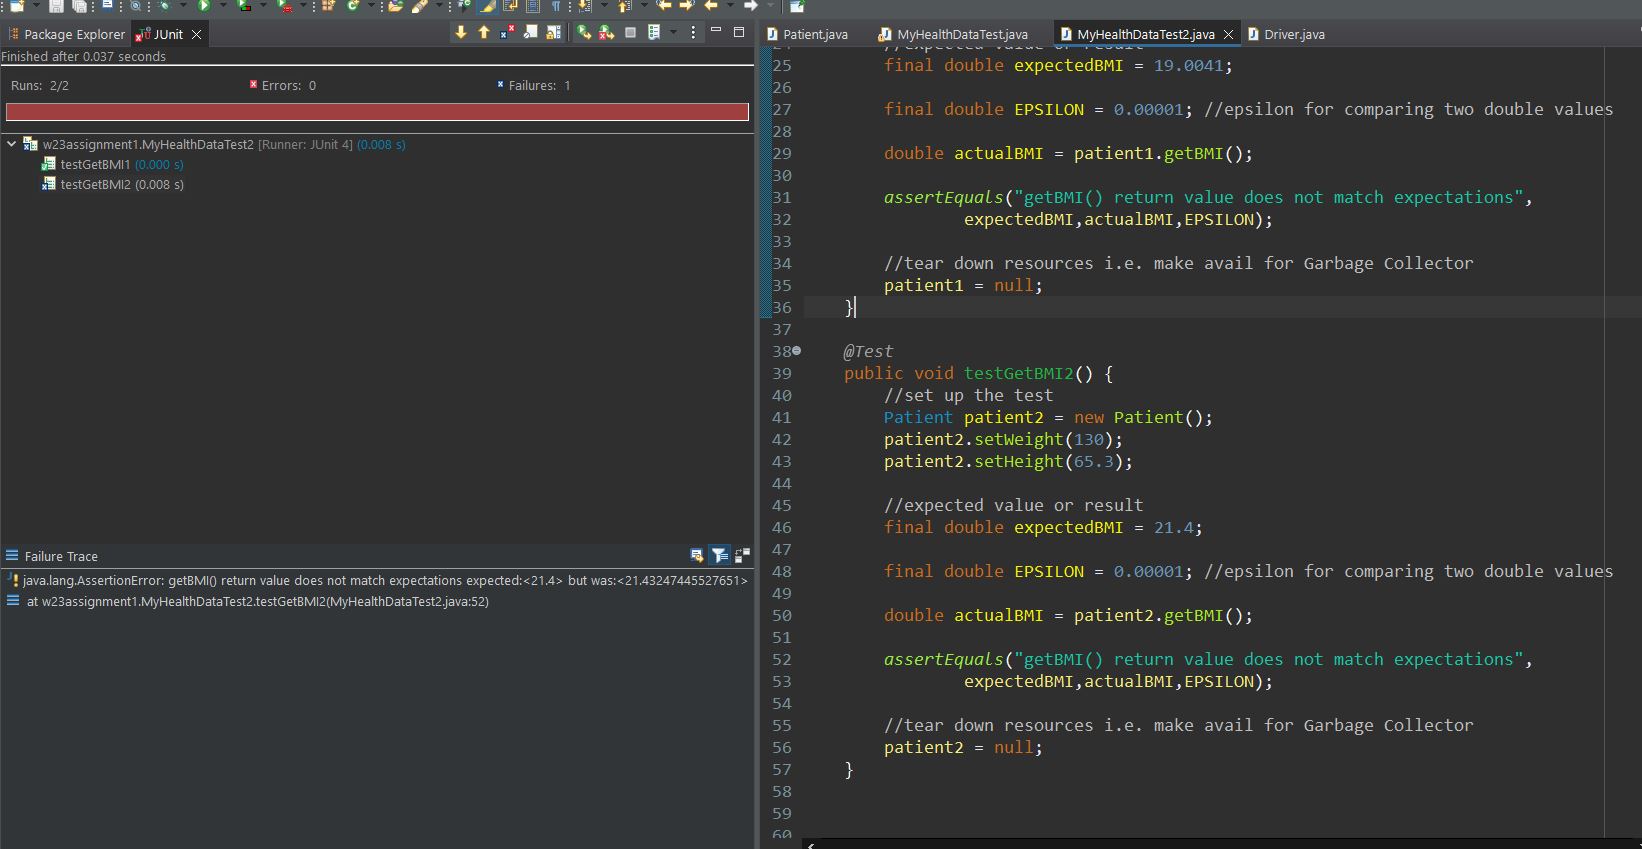 Package Explorer
JUnit
Finished after 0.037 seconds
Runs: 2/2
Errors: 0
Failures: 1
w23assignment1.MyHealthDataTest2 [Runner: JUnit 4] (0.008 s)
testGetBMI1 (0.000 s)
testGetBMI2 (0.008 s)
Failure Trace
java.lang.AssertionError: getBMI() return value does not match expectations expected:<21.4> but was:<21.43247445527651>
at w23assignment1.MyHealthDataTest2.testGetBMI2(MyHealthDataTest2.java:52)
Patient.java
MyHealthDataTest.java
MyHealthDataTest2.java
Driver.java
24 //expected value or result
25 final double expectedBMI = 19.0041;
26
27 final double EPSILON = 0.00001; //epsilon for comparing two double values
28
29 double actualBMI = patient1.getBMI();
30
31 assertEquals("getBMI() return value does not match expectations",
32 expectedBMI,actualBMI,EPSILON);
33
34 //tear down resources i.e. make avail for Garbage Collector
35 patient1 = null;
36 }
37
38 @Test
39 public void testGetBMI2() {
40 //set up the test
41 Patient patient2 = new Patient();
42 patient2.setWeight(130);
43 patient2.setHeight(65.3);
44
45 //expected value or result
46 final double expectedBMI = 21.4;
47
48 final double EPSILON = 0.00001; //epsilon for comparing two double values
49
50 double actualBMI = patient2.getBMI();
51
52 assertEquals("getBMI() return value does not match expectations",
53 expectedBMI,actualBMI,EPSILON);
54
55 //tear down resources i.e. make avail for Garbage Collector
56 patient2 = null;
57 }
58
59
60